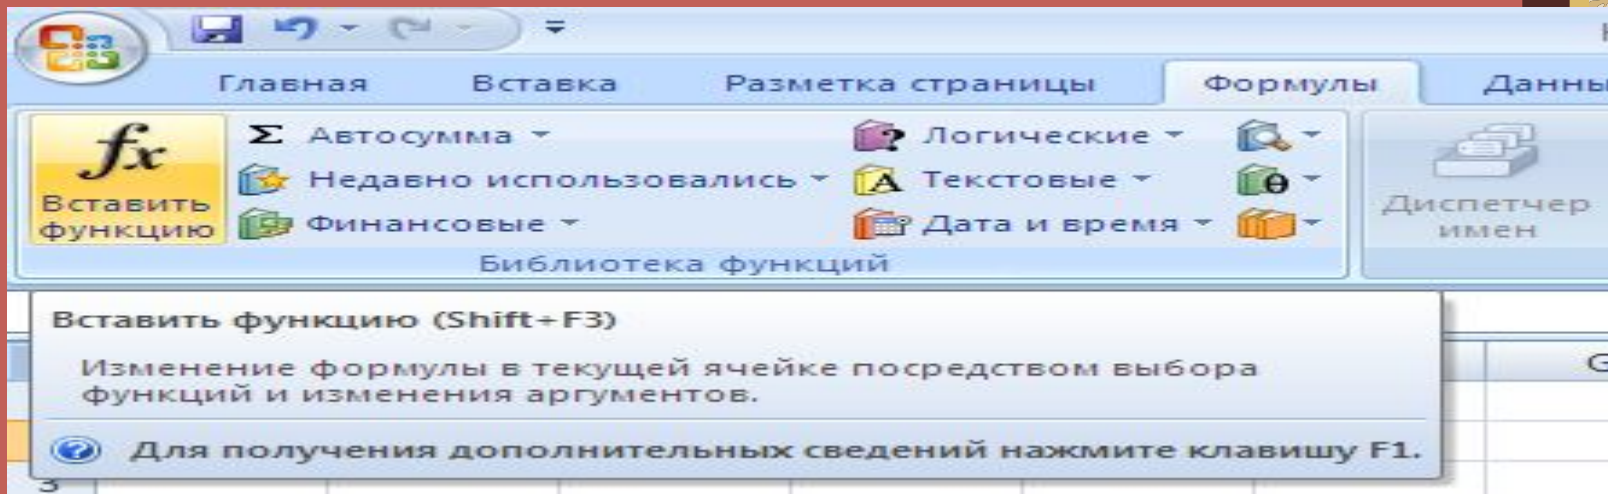 Главная Вставка Разметка страницы Формулы Данны
fx Σ Автосумма Логические
Недавно использовались Текстовые
Вставить функцию Финансовые Дата и время
Диспетчер имен
Библиотека функций
Вставить функцию (Shift+F3)
Изменение формулы в текущей ячейке посредством выбора
функций и изменения аргументов.
Для получения дополнительных сведений нажмите клавишу F1.
G
3